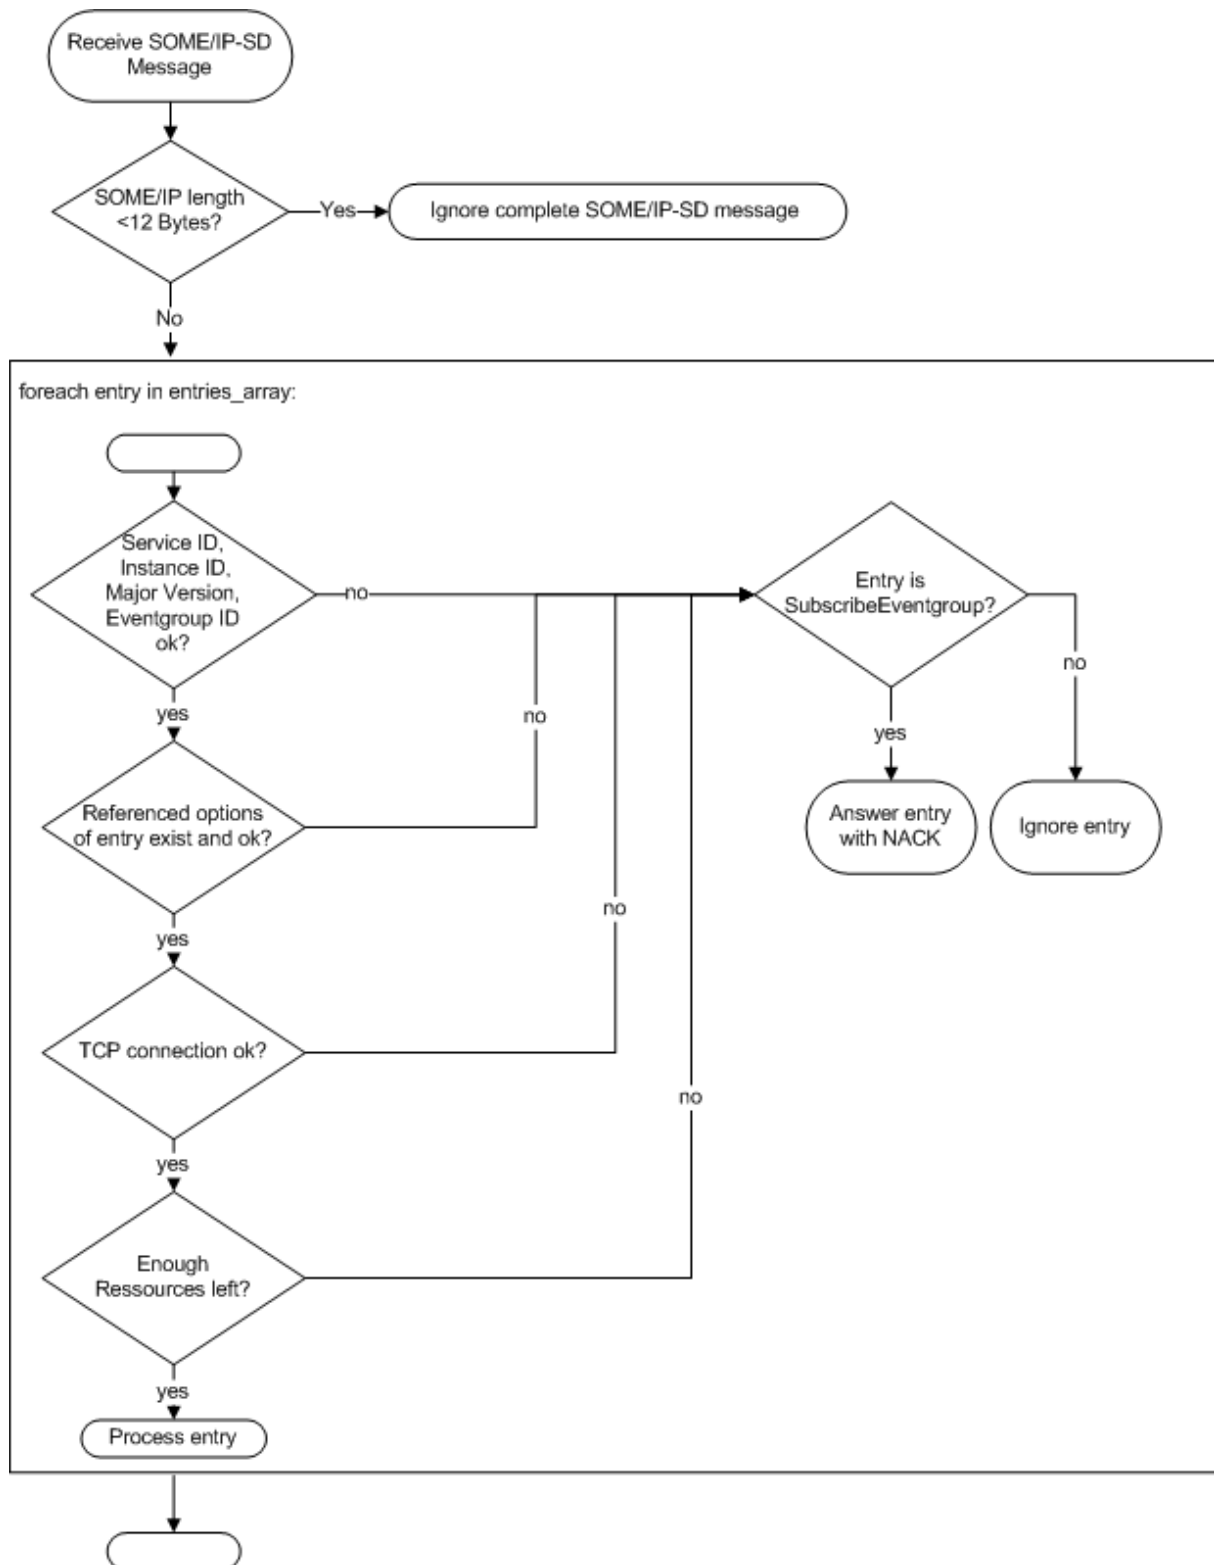 Receive SOME/IP-SD
Message
SOME/IP length
<12 Bytes?
Yes
Ignore complete SOME/IP-SD message
No
foreach entry in entries_array:
Service ID,
Instance ID,
Major Version,
Eventgroup ID
ok?
no
Entry is
SubscribeEventgroup?
no
yes
no
yes
Answer entry
with NACK
Ignore entry
Referenced options
of entry exist and ok?
no
yes
TCP connection ok?
no
yes
Enough
Ressources left?
yes
Process entry